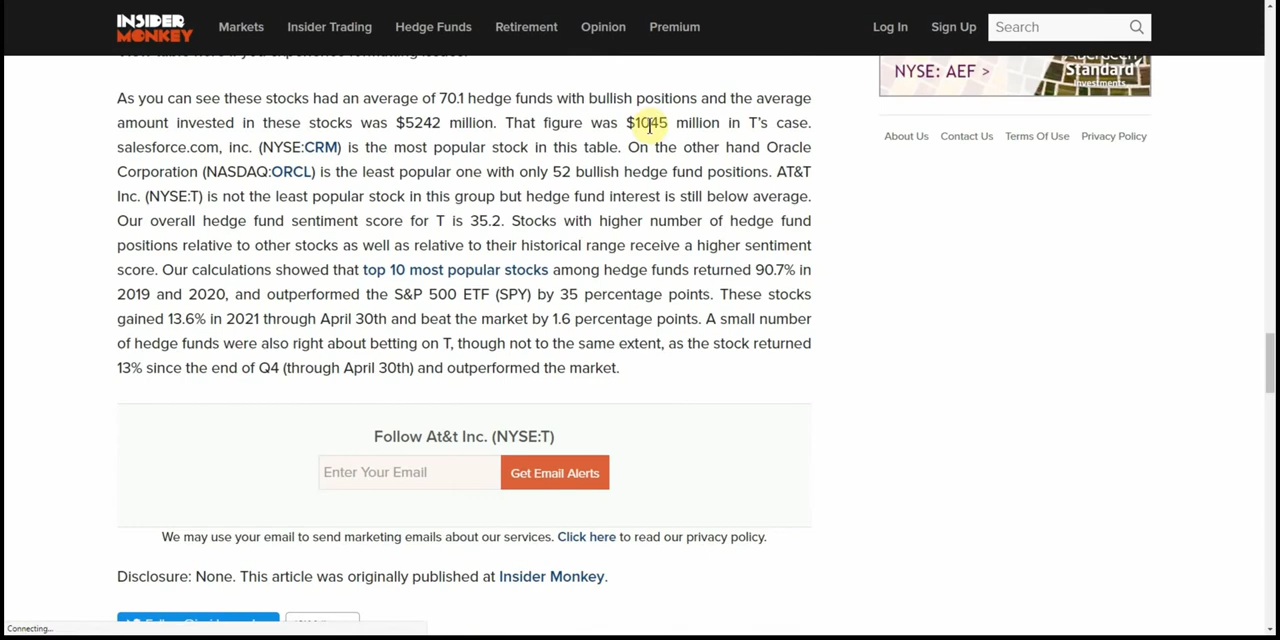 INSIDER
MONKEY
Markets
Insider Trading
Hedge Funds
Retirement
Opinion
Premium
Log In
Sign Up
Search
NYSE: AEF >
Standard
Investments
About Us
Contact Us
Terms Of Use
Privacy Policy
As you can see these stocks had an average of 70.1 hedge funds with bullish positions and the average
amount invested in these stocks was $5242 million. That figure was $1045 million in T's case.
salesforce.com, inc. (NYSE:CRM) is the most popular stock in this table. On the other hand Oracle
Corporation (NASDAQ:ORCL) is the least popular one with only 52 bullish hedge fund positions. AT&T
Inc. (NYSE:T) is not the least popular stock in this group but hedge fund interest is still below average.
Our overall hedge fund sentiment score for T is 35.2. Stocks with higher number of hedge fund
positions relative to other stocks as well as relative to their historical range receive a higher sentiment
score. Our calculations showed that top 10 most popular stocks among hedge funds returned 90.7% in
2019 and 2020, and outperformed the S&P 500 ETF (SPY) by 35 percentage points. These stocks
gained 13.6% in 2021 through April 30th and beat the market by 1.6 percentage points. A small number
of hedge funds were also right about betting on T, though not to the same extent, as the stock returned
13% since the end of Q4 (through April 30th) and outperformed the market.
Follow At&t Inc. (NYSE:T)
Enter Your Email
Get Email Alerts
We may use your email to send marketing emails about our services. Click here to read our privacy policy.
Disclosure: None. This article was originally published at Insider Monkey.
Connecting...